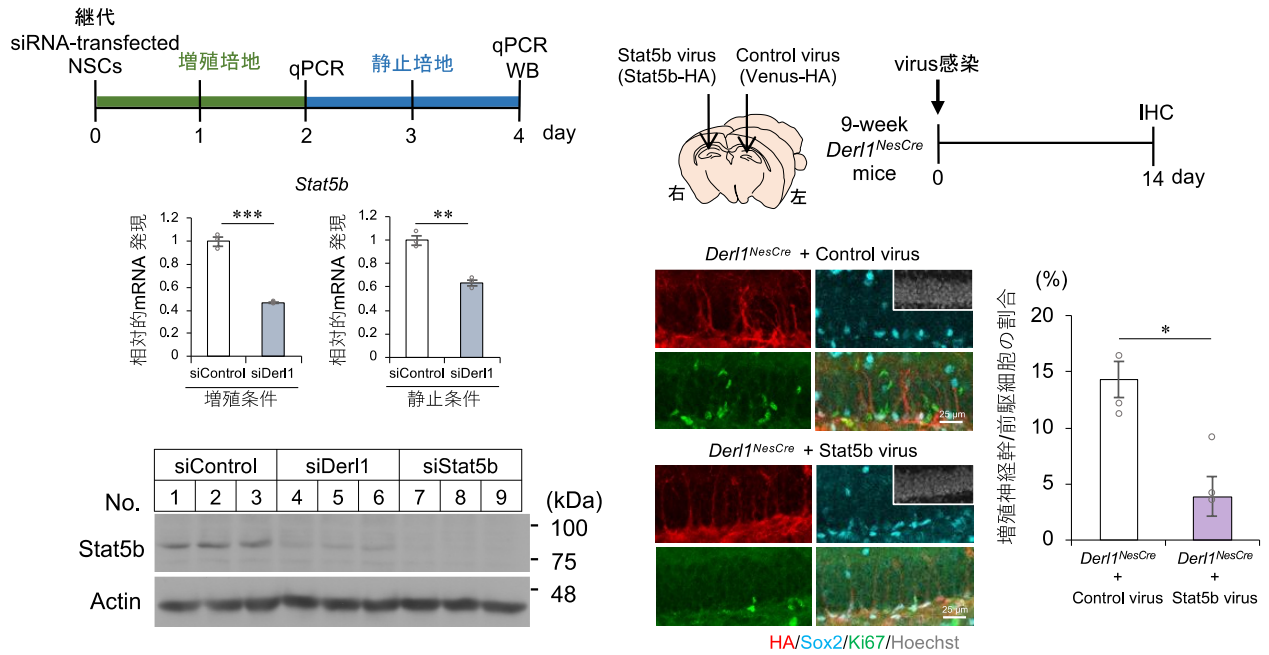 継代
siRNA-transfected
NSCs
増殖培地
qPCR
静止培地
qPCR
WB
0
1
2
3
4
day
Stat5b
相対的mRNA 発現
1.2
1
0.8
0.6
0.4
0.2
0
***
siControl siDerl1
増殖条件
相対的mRNA 発現
1.2
1
0.8
0.6
0.4
0.2
0
**
siControl siDerl1
静止条件
siControl
siDerl1
siStat5b
No.
1
2
3
4
5
6
7
8
9
(kDa)
Stat5b
100
75
Actin
48
Stat5b virus
(Stat5b-HA)
Control virus
(Venus-HA)
右
左
virus感染
9-week
Derl1NesCre
mice
IHC
0
14
day
Derl1NesCre + Control virus
25 μm
Derl1NesCre + Stat5b virus
25 μm
HA/Sox2/Ki67/Hoechst
増殖神経幹/前駆細胞の割合
(%)
20
15
10
5
0
*
Derl1NesCre
+
Control virus
Derl1NesCre
+
Stat5b virus